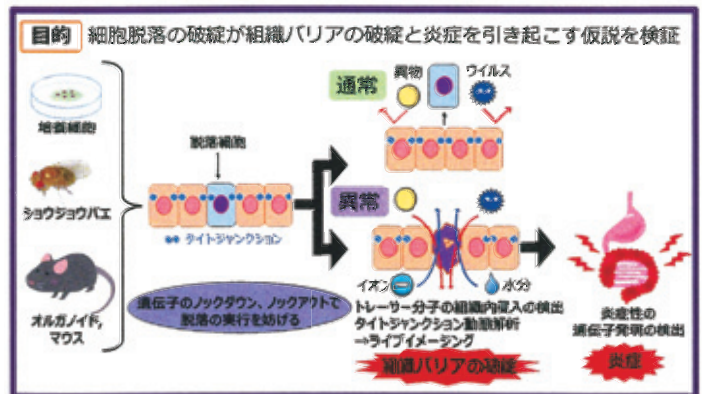 目的 細胞脱落の破綻が組織バリアの破綻と炎症を引き起こす仮説を検証
培養細胞
ショウジョウバエ
オルガノイド,
マウス
脱落細胞
タイトジャンクション
遺伝子のノックダウン、ノックアウトで
脱落の実行を妨げる
通常
異物
ウイルス
異常
イオン
水分
トレーサー分子の組織内侵入の検出
タイトジャンクション動態解析
→ライブイメージング
組織バリアの破綻
炎症性の
遺伝子発現の検出
炎症